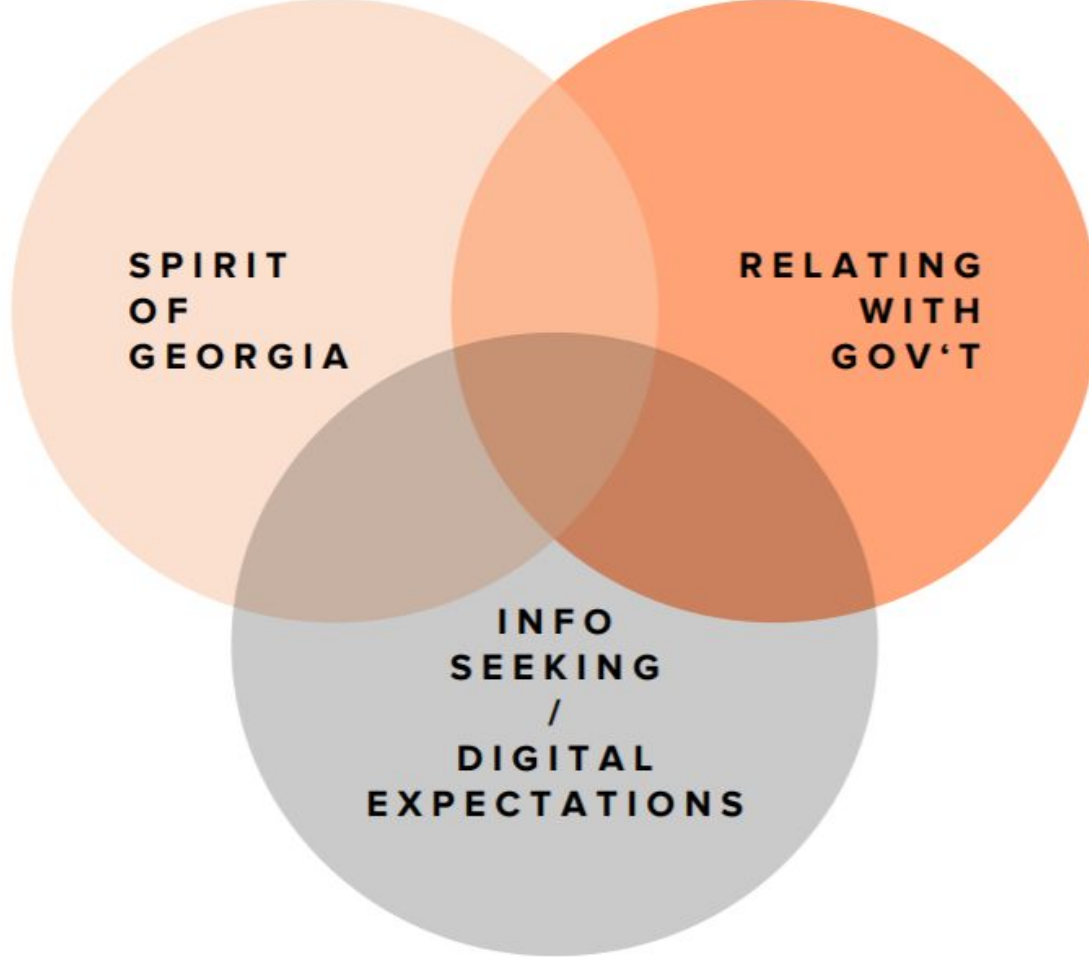 SPIRIT
OF
GEORGIA
RELATING
WITH
GOV‘T
INFO
SEEKING
/
DIGITAL
EXPECTATIONS